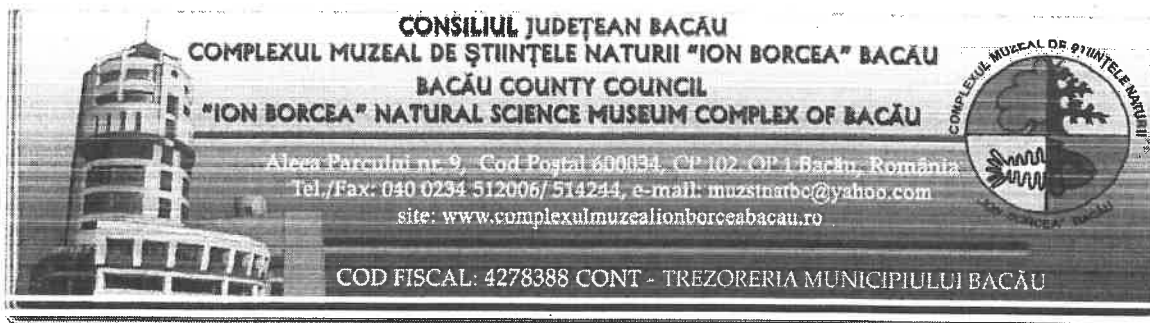 CONSILIUL JUDEȚEAN BACĂU
COMPLEXUL MUZEAL DE ȘTIINȚELE NATURII "ION BORCEA" BACĂU
BACĂU COUNTY COUNCIL
"ION BORCEA" NATURAL SCIENCE MUSEUM COMPLEX OF BACĂU
Aleea Parcului nr. 9, Cod Poștal 600034, CP 102, OP 1 Bacău, România
Tel./Fax: 040 0234 512006/ 514244, e-mail: muzstnatbc@yahoo.com
site: www.complexulmuzealionborceabacau.ro
COD FISCAL: 4278388 CONT - TREZORERIA MUNICIPIULUI BACĂU
COMPLEXUL MUZEAL DE ȘTIINȚELE NATURII
"ION BORCEA" BACĂU